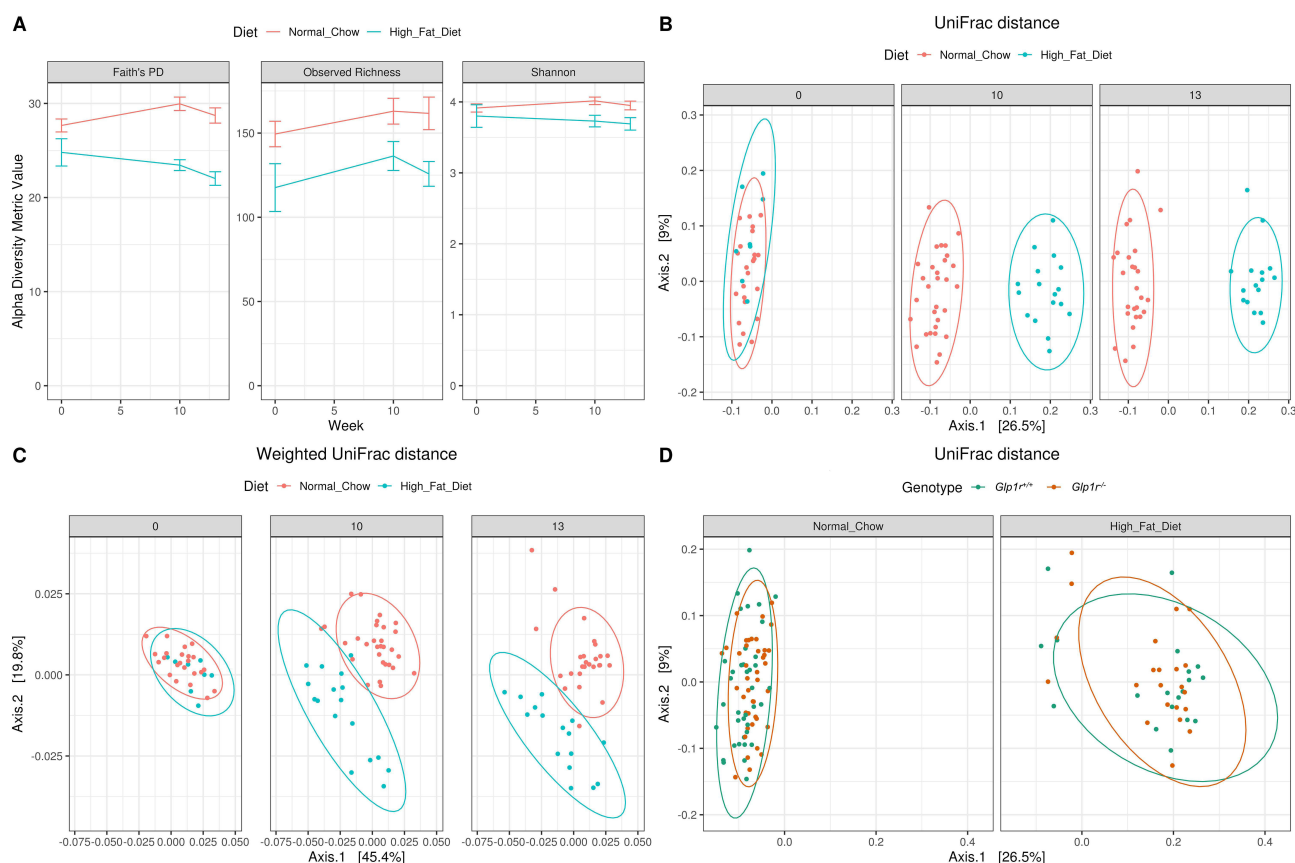 A
Diet Normal_Chow High_Fat_Diet
Faith's PD Observed Richness Shannon
Alpha Diversity Metric Value
30
20
10
0
150
100
50
0
4
3
2
1
0
0 5 10 0 5 10 0 5 10
Week
B
UniFrac distance
Diet Normal_Chow High_Fat_Diet
0 10 13
Axis.2 [9%]
0.3
0.2
0.1
0.0
-0.1
-0.2
-0.1 0.0 0.1 0.2 0.3 -0.1 0.0 0.1 0.2 0.3 -0.1 0.0 0.1 0.2 0.3
Axis.1 [26.5%]
C
Weighted UniFrac distance
Diet Normal_Chow High_Fat_Diet
0 10 13
Axis.2 [19.8%]
0.025
0.000
-0.025
-0.075 -0.050 -0.025 0.000 0.025 0.050 -0.075 -0.050 -0.025 0.000 0.025 0.050 -0.075 -0.050 -0.025 0.000 0.025 0.050
Axis.1 [45.4%]
D
UniFrac distance
Genotype Glp1r+/+ Glp1r-/-
Normal_Chow High_Fat_Diet
Axis.2 [9%]
0.2
0.1
0.0
-0.1
-0.2
0.0 0.2 0.4 0.0 0.2 0.4
Axis.1 [26.5%]